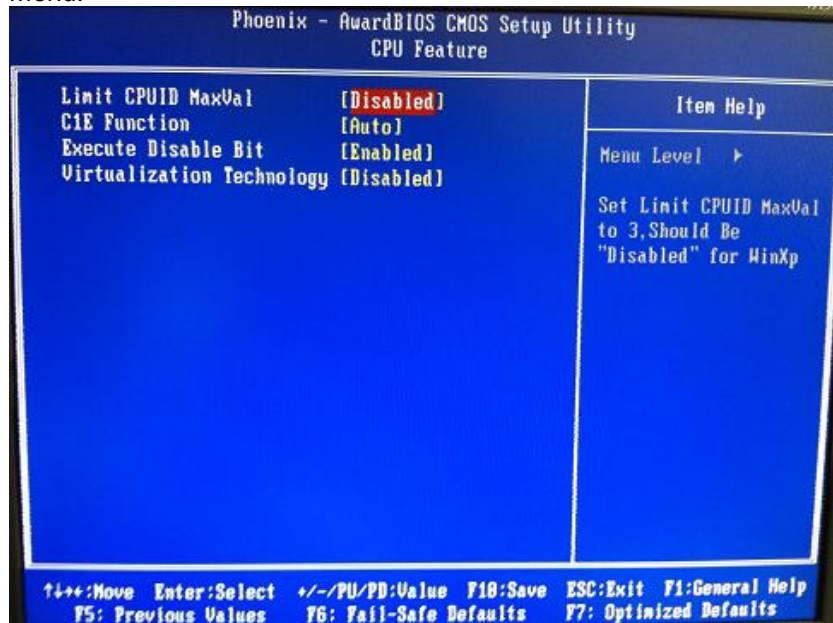 Phoenix - AwardBIOS CMOS Setup Utility
CPU Feature
Limit CPUID MaxVal [Disabled]
C1E Function [Auto]
Execute Disable Bit [Enabled]
Virtualization Technology [Disabled]
Item Help
Menu Level ▸
Set Limit CPUID MaxVal
to 3,Should Be
"Disabled" for WinXp
↑↓→←:Move Enter:Select +/-/PU/PD:Value F10:Save ESC:Exit F1:General Help
F5: Previous Values F6: Fail-Safe Defaults F7: Optimized Defaults